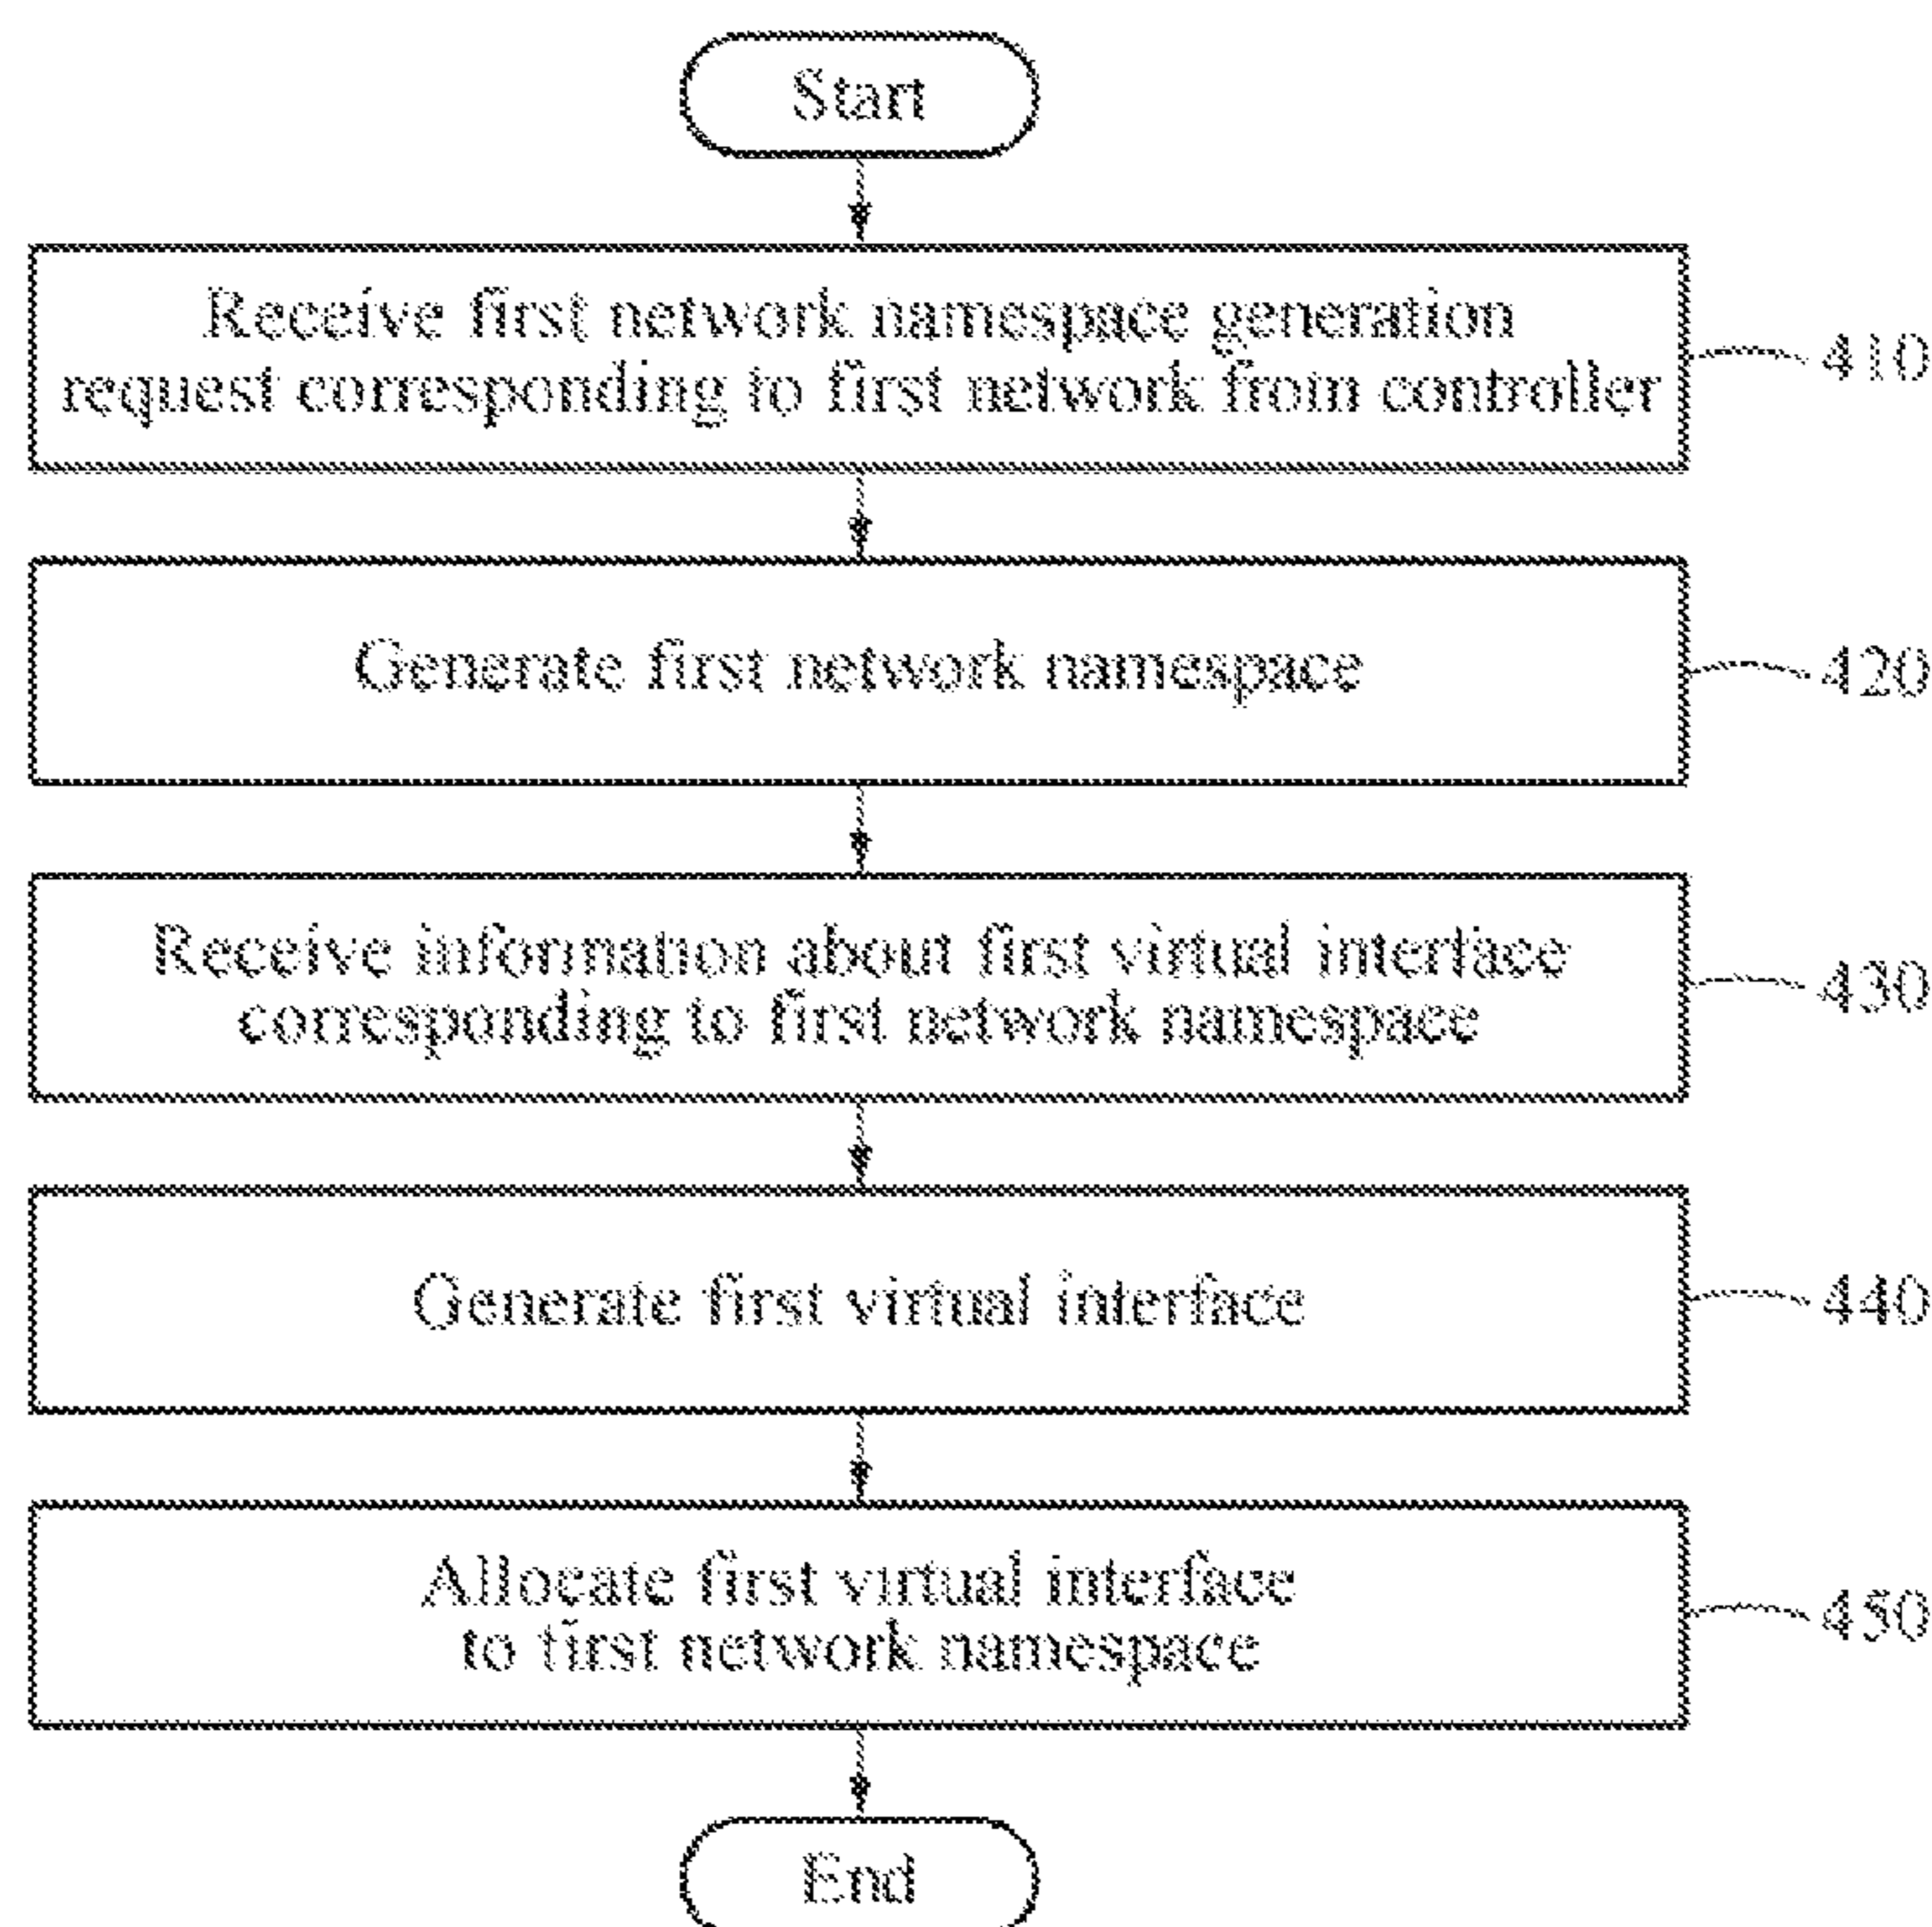 Start
Receive first network namespace generation
request corresponding to first network from controller
410
Generate first network namespace
420
Receive information about first virtual interface
corresponding to first network namespace
430
Generate first virtual interface
440
Allocate first virtual interface
to first network namespace
450
End